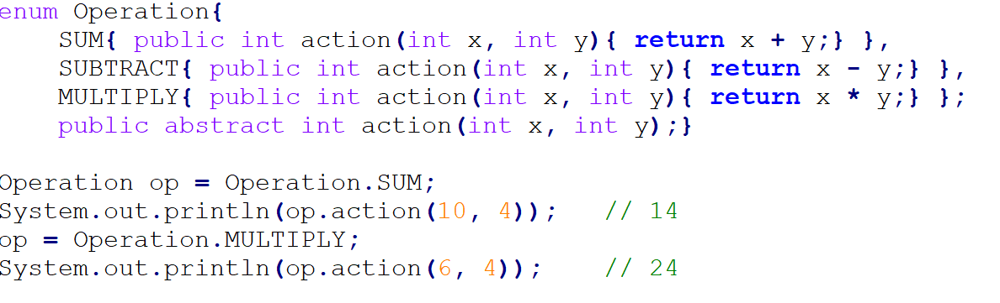 enum Operation{
    SUM{ public int action(int x, int y){ return x + y;} },
    SUBTRACT{ public int action(int x, int y){ return x - y;} },
    MULTIPLY{ public int action(int x, int y){ return x * y;} };
    public abstract int action(int x, int y);}

Operation op = Operation.SUM;
System.out.println(op.action(10, 4));   // 14
op = Operation.MULTIPLY;
System.out.println(op.action(6, 4));    // 24